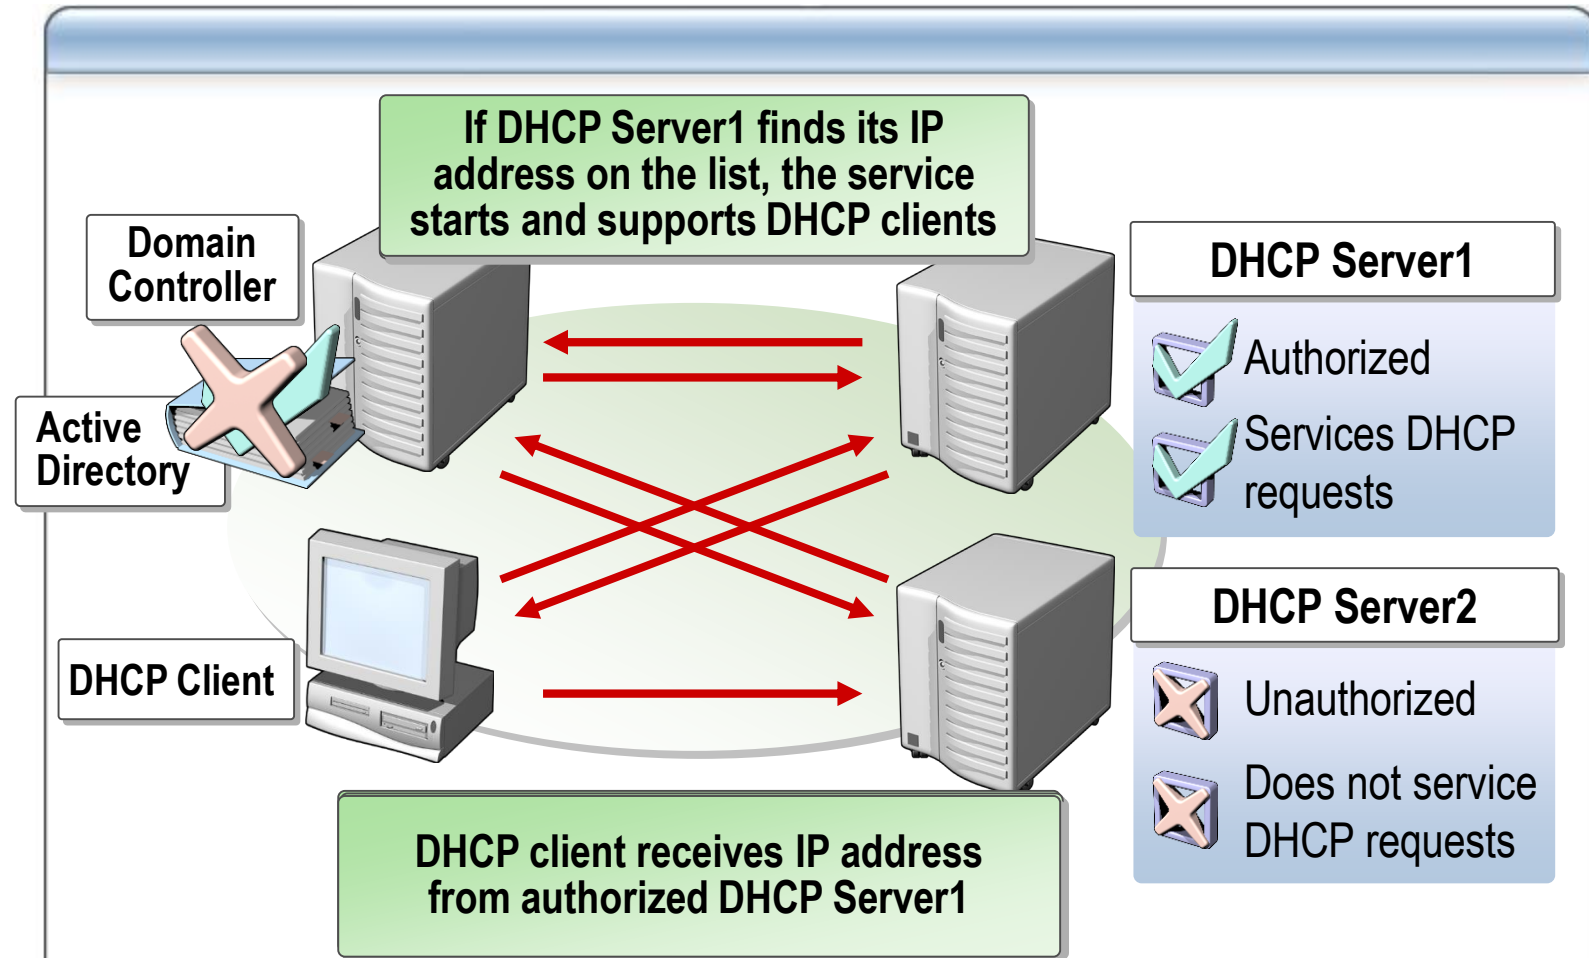 If DHCP Server1 finds its IP
address on the list, the service
starts and supports DHCP clients
Domain
Controller
Active
Directory
DHCP Client
DHCP Server1
Authorized
Services DHCP
requests
DHCP Server2
Unauthorized
Does not service
DHCP requests
DHCP client receives IP address
from authorized DHCP Server1